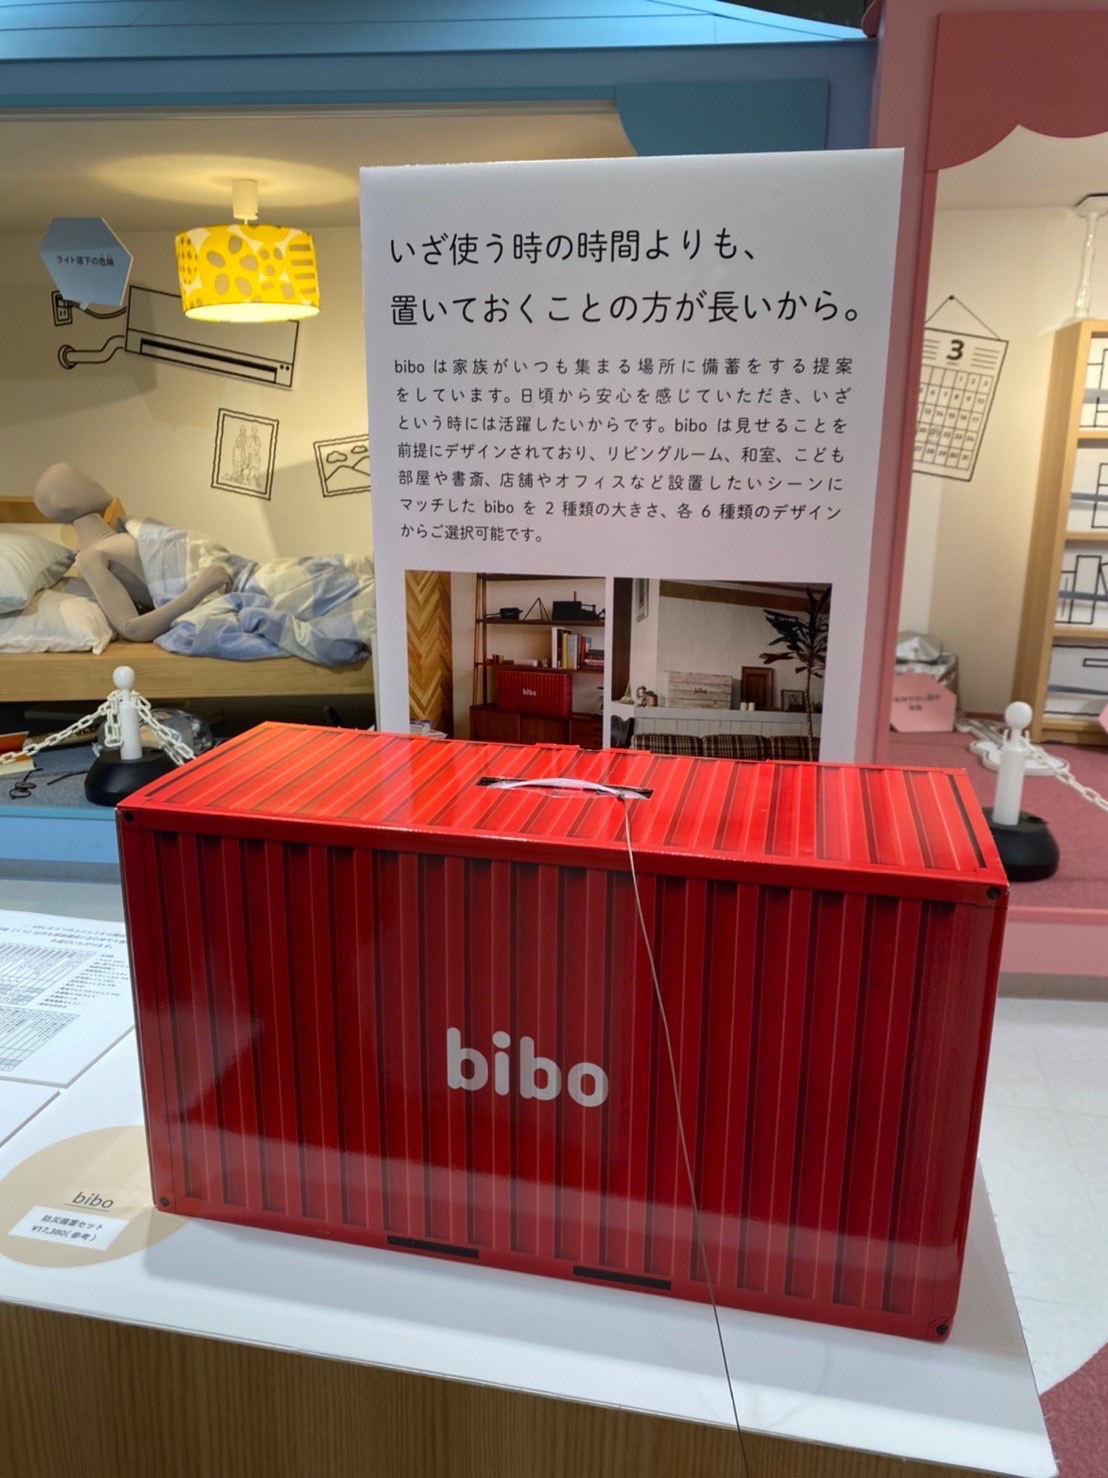 いざ使う時の時間よりも、
置いておくことの方が長いから。
bibo は家族がいつも集まる場所に備蓄をする提案
をしています。日頃から安心を感じていただき、いざ
という時には活躍したいからです。bibo は見せることを
前提にデザインされており、リビングルーム、和室、こども
部屋や書斎、店舗やオフィスなど設置したいシーンに
マッチした bibo を 2 種類の大きさ、各 6 種類のデザイン
からご選択可能です。
ライト落下の危険
3
bibo
bibo
bibo
防災備蓄セット
¥17,380(参考)